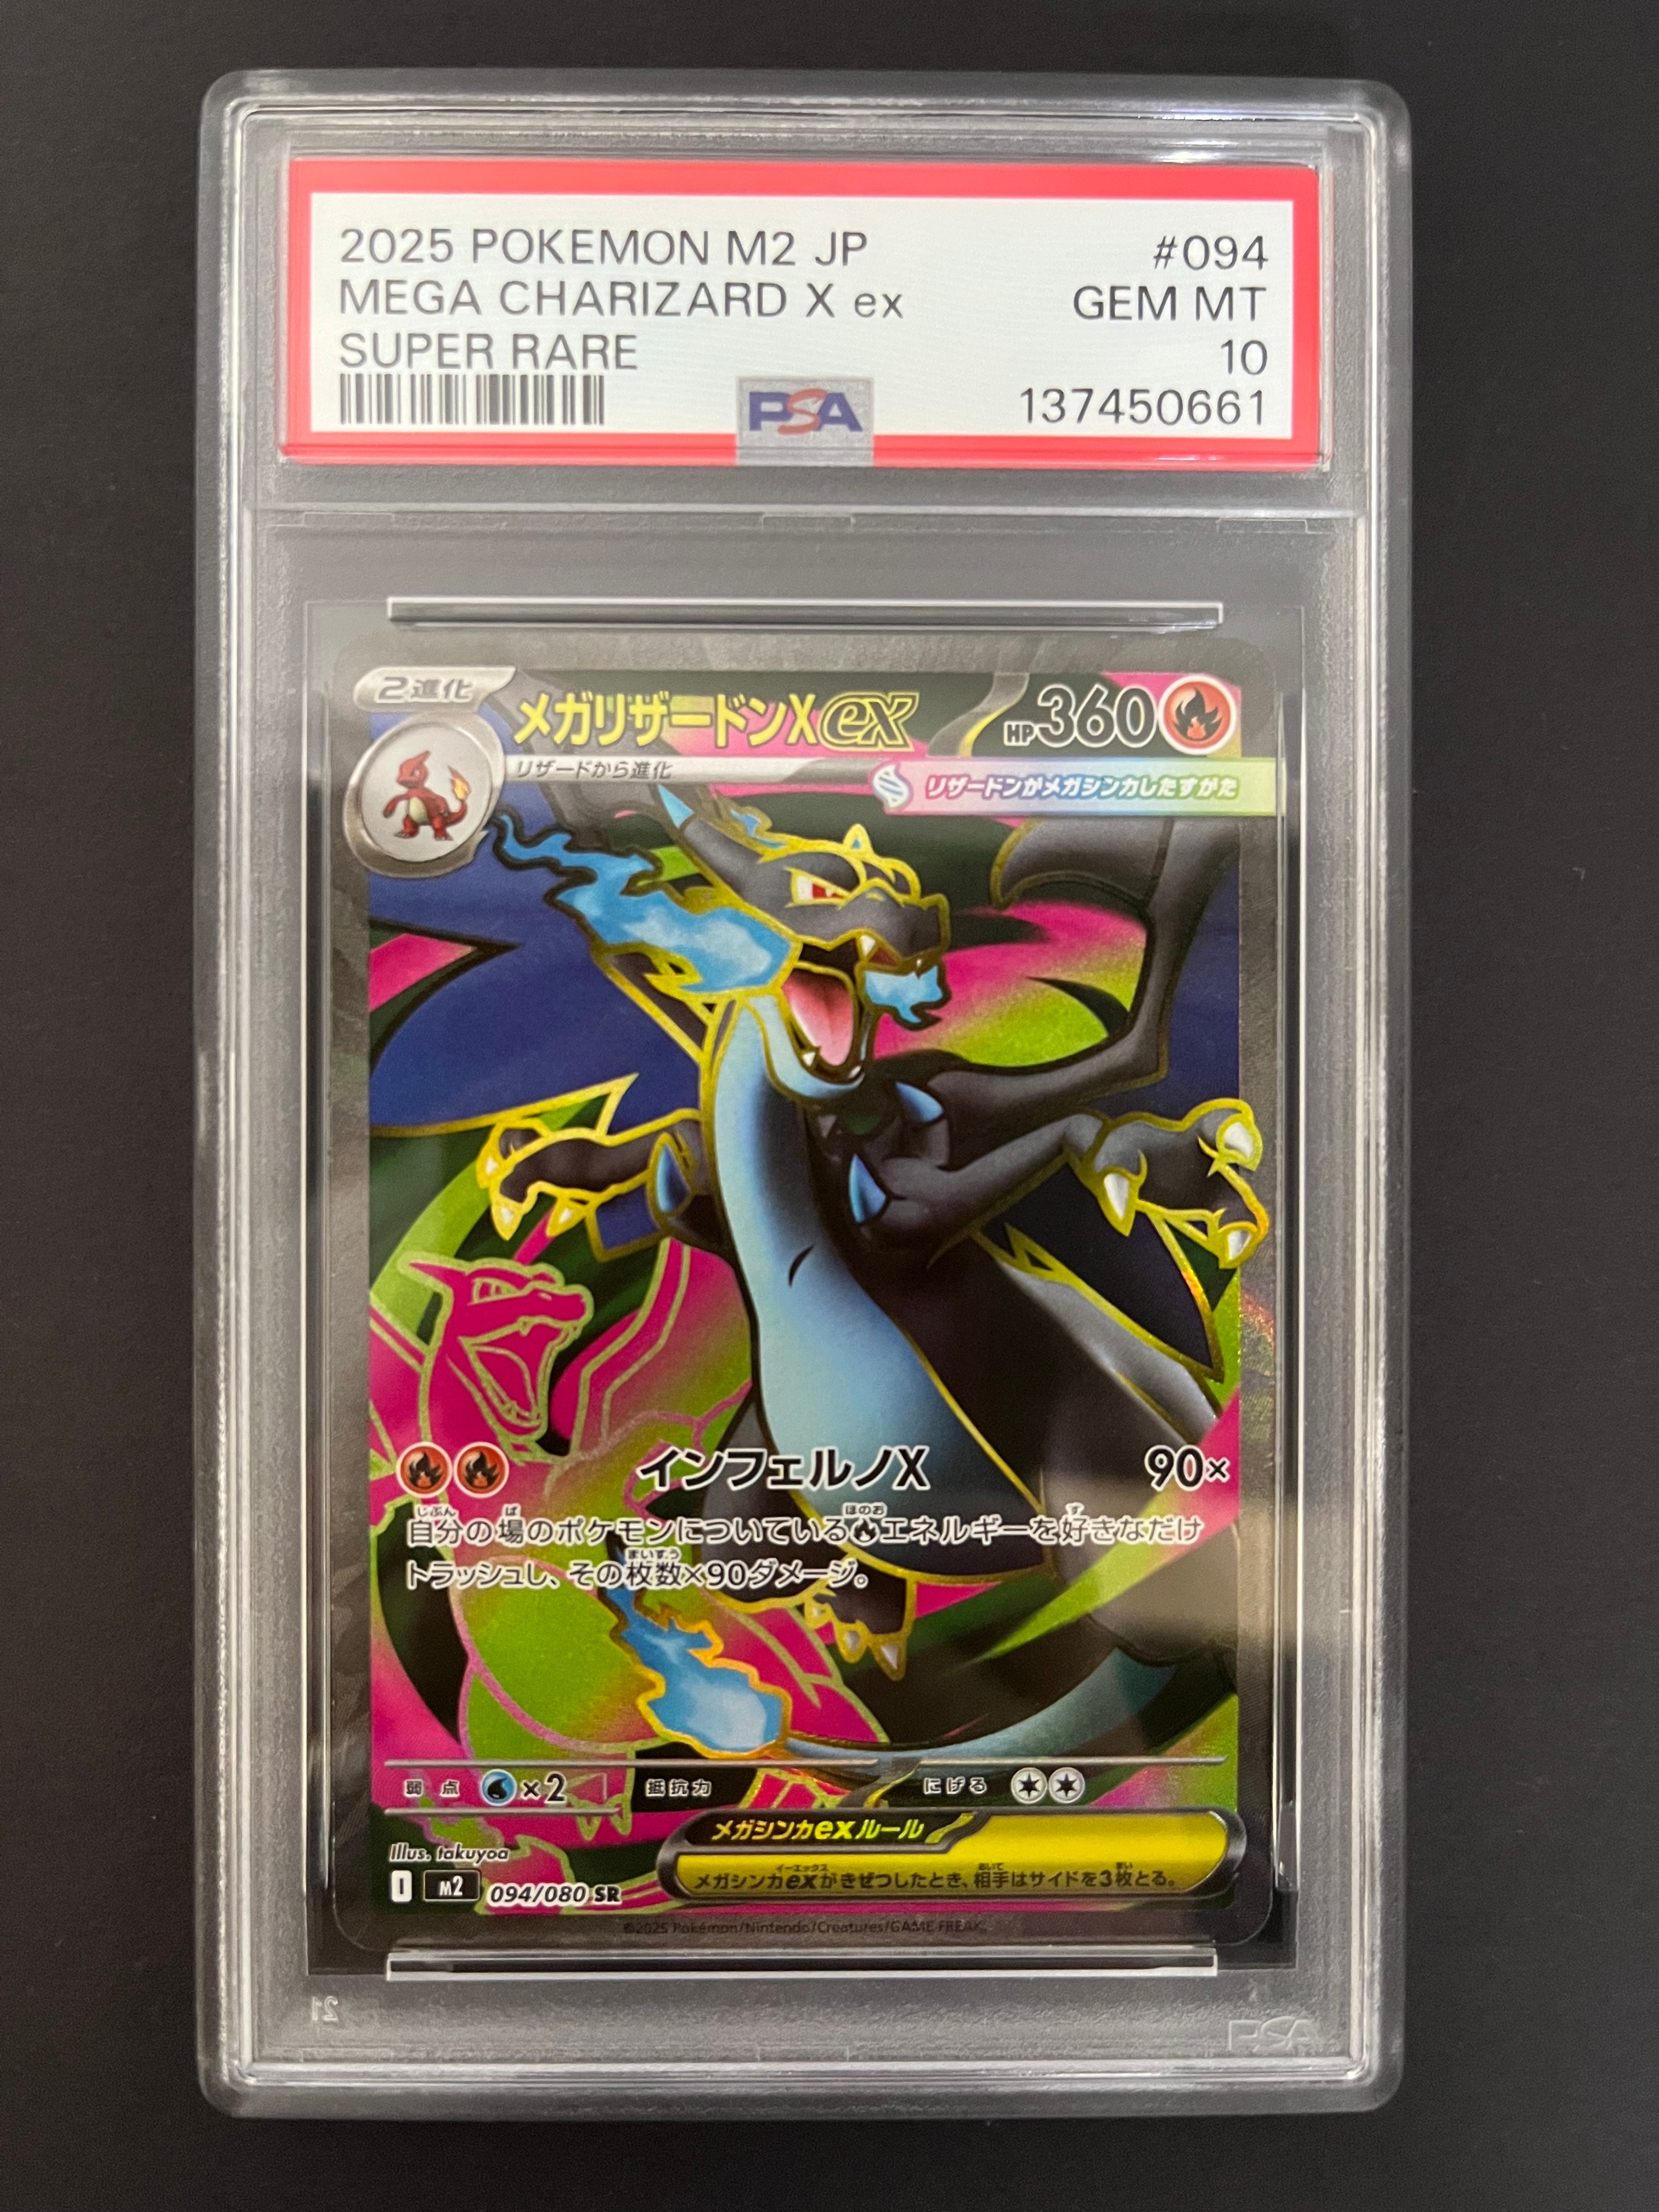 2025 POKEMON M2 JP #094
MEGA CHARIZARD X ex GEM MT
SUPER RARE 10
PSA 137450661
2進化 メガリザードンXex HP360
リザードから進化
リザードンがメガシンカしたすがた
インフェルノX 90×
自分の場のポケモンについているエネルギーを好きなだけ
トラッシュし、その枚数×90ダメージ。
弱点 ×2 抵抗力 にげる
メガシンカexルール
メガシンカexがきぜつしたとき、相手はサイドを3枚とる。
Illus. takuyoa
I M2 094/080 SR
©2025 Pokémon/Nintendo/Creatures/GAME FREAK.
PSA